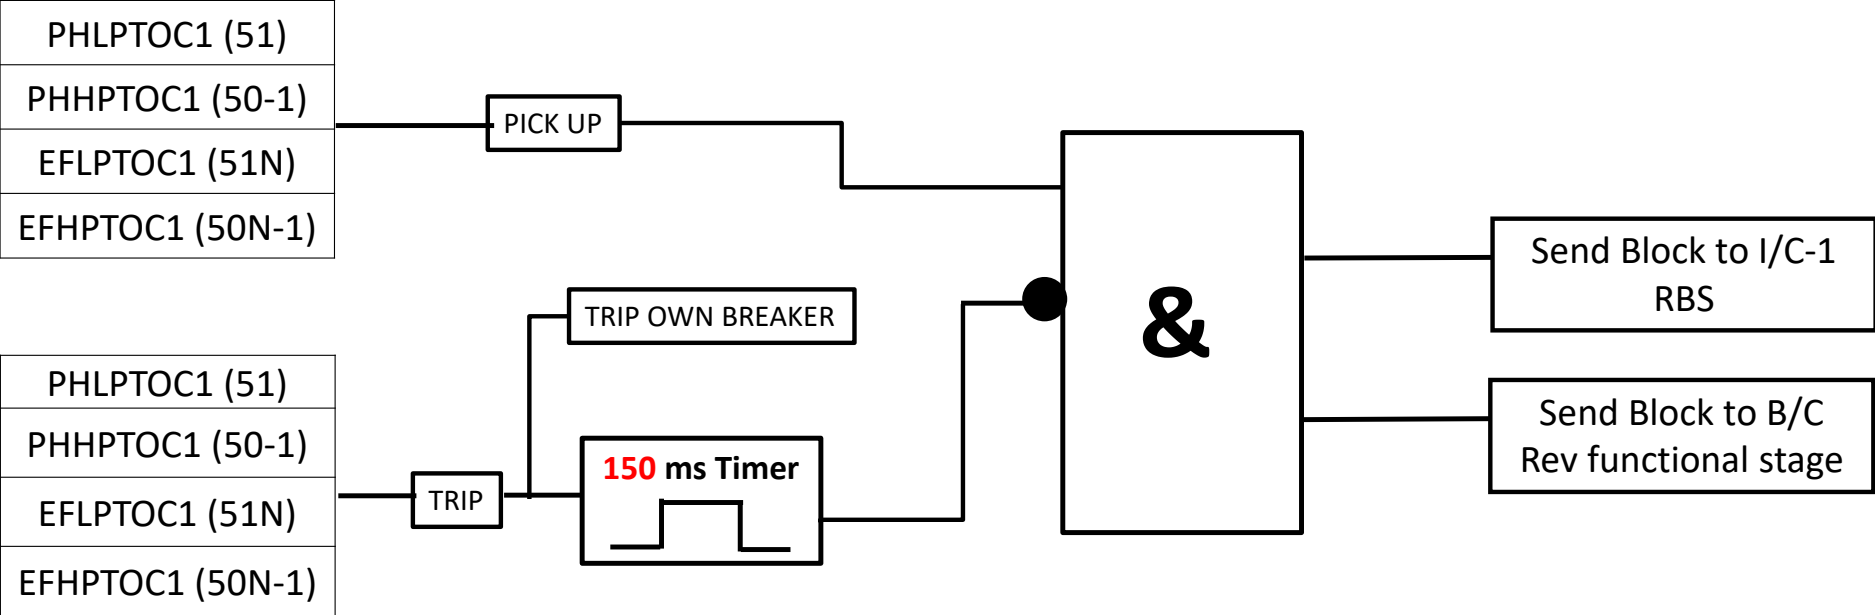 PHLPTOC1 (51)
PHHPTOC1 (50-1)
EFLPTOC1 (51N)
EFHPTOC1 (50N-1)
PICK UP
TRIP OWN BREAKER
PHLPTOC1 (51)
PHHPTOC1 (50-1)
EFLPTOC1 (51N)
EFHPTOC1 (50N-1)
TRIP
150 ms Timer
&
Send Block to I/C-1
RBS
Send Block to B/C
Rev functional stage